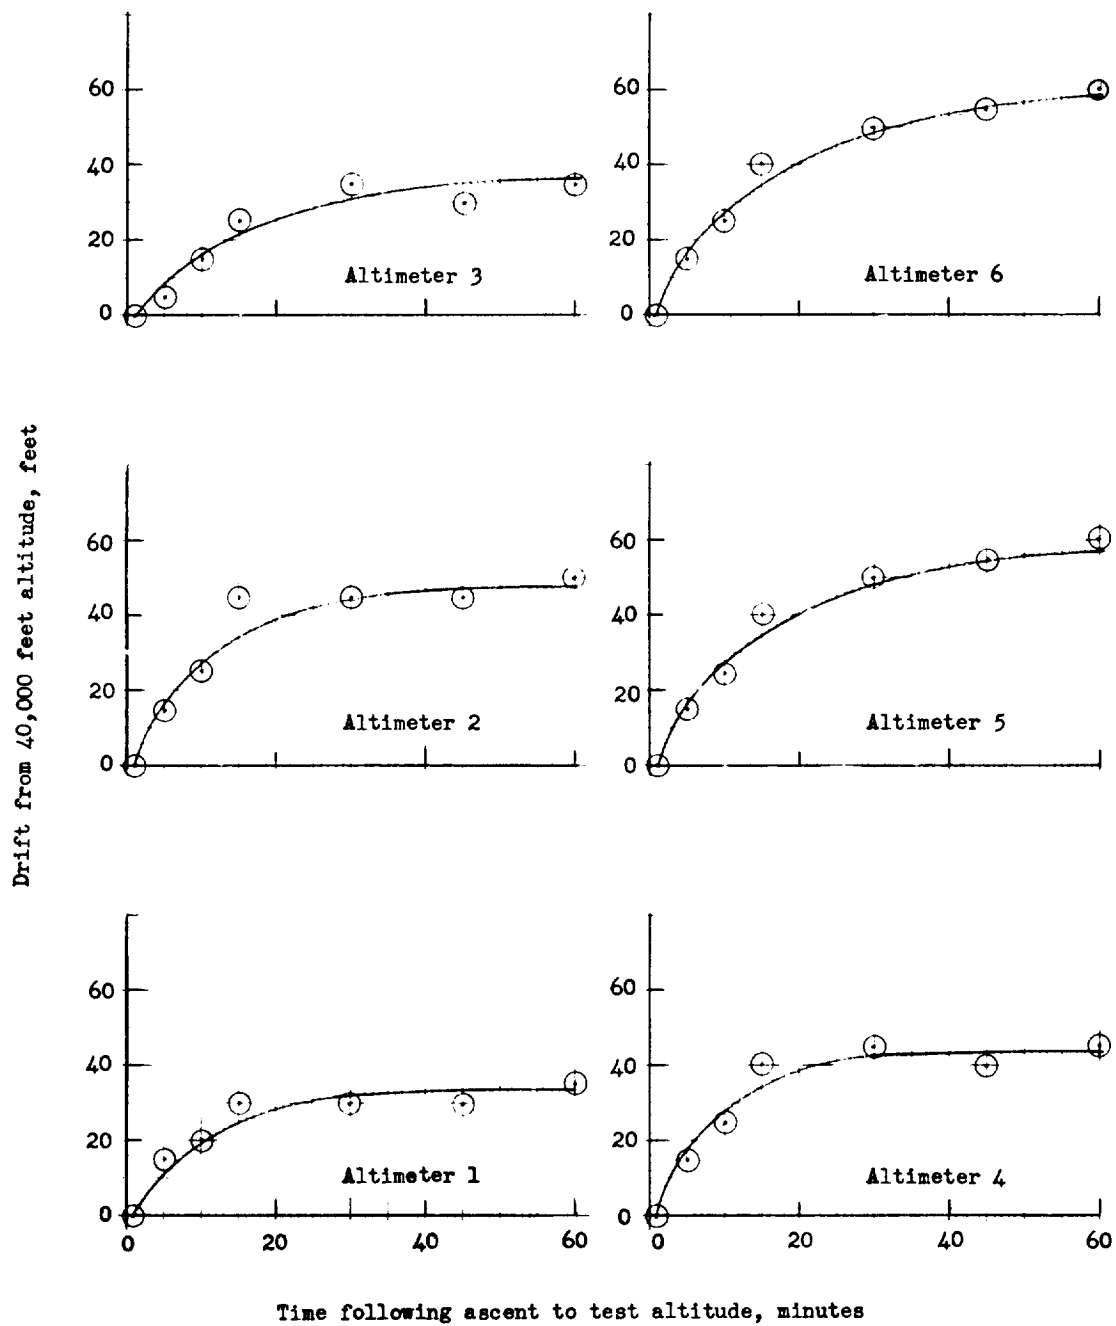 60
40
20
0
Altimeter 3
60
40
20
0
Altimeter 6
Drift from 40,000 feet altitude, feet
60
40
20
0
Altimeter 2
60
40
20
0
Altimeter 5
60
40
20
0
Altimeter 1
0 20 40 60
60
40
20
0
Altimeter 4
0 20 40 60
Time following ascent to test altitude, minutes